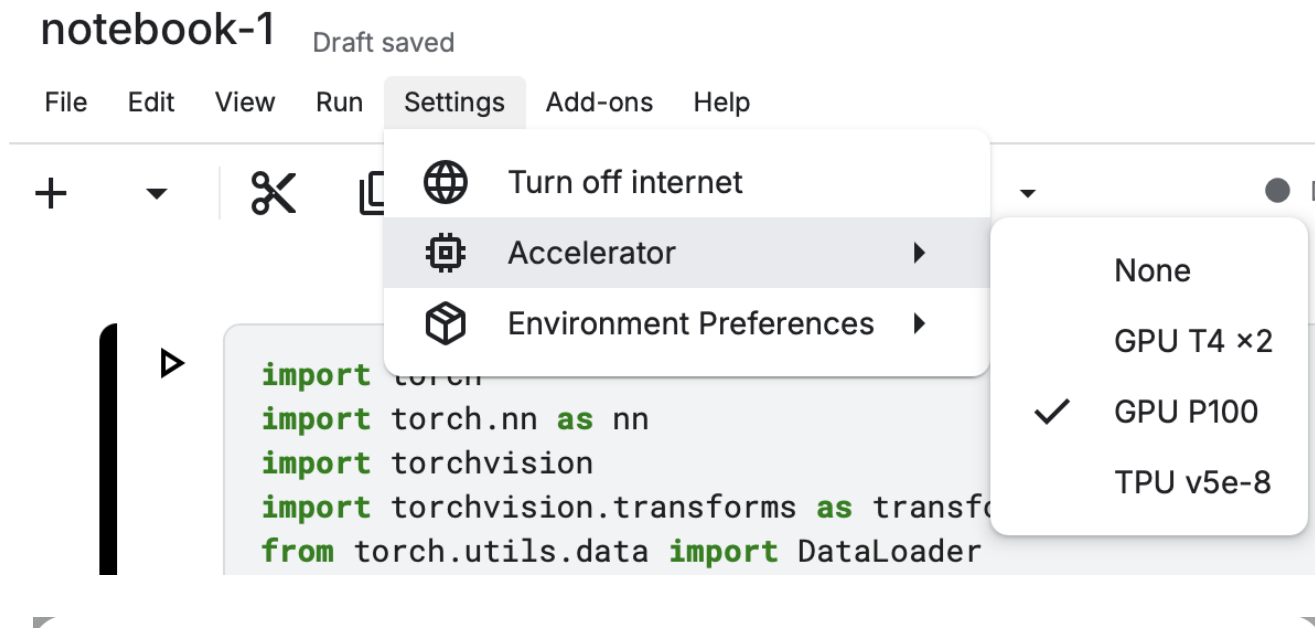 notebook-1 Draft saved
File Edit View Run Settings Add-ons Help
Turn off internet
Accelerator
Environment Preferences
None
GPU T4 ×2
GPU P100
TPU v5e-8
import torch
import torch.nn as nn
import torchvision
import torchvision.transforms as
from torch.utils.data import DataLoader